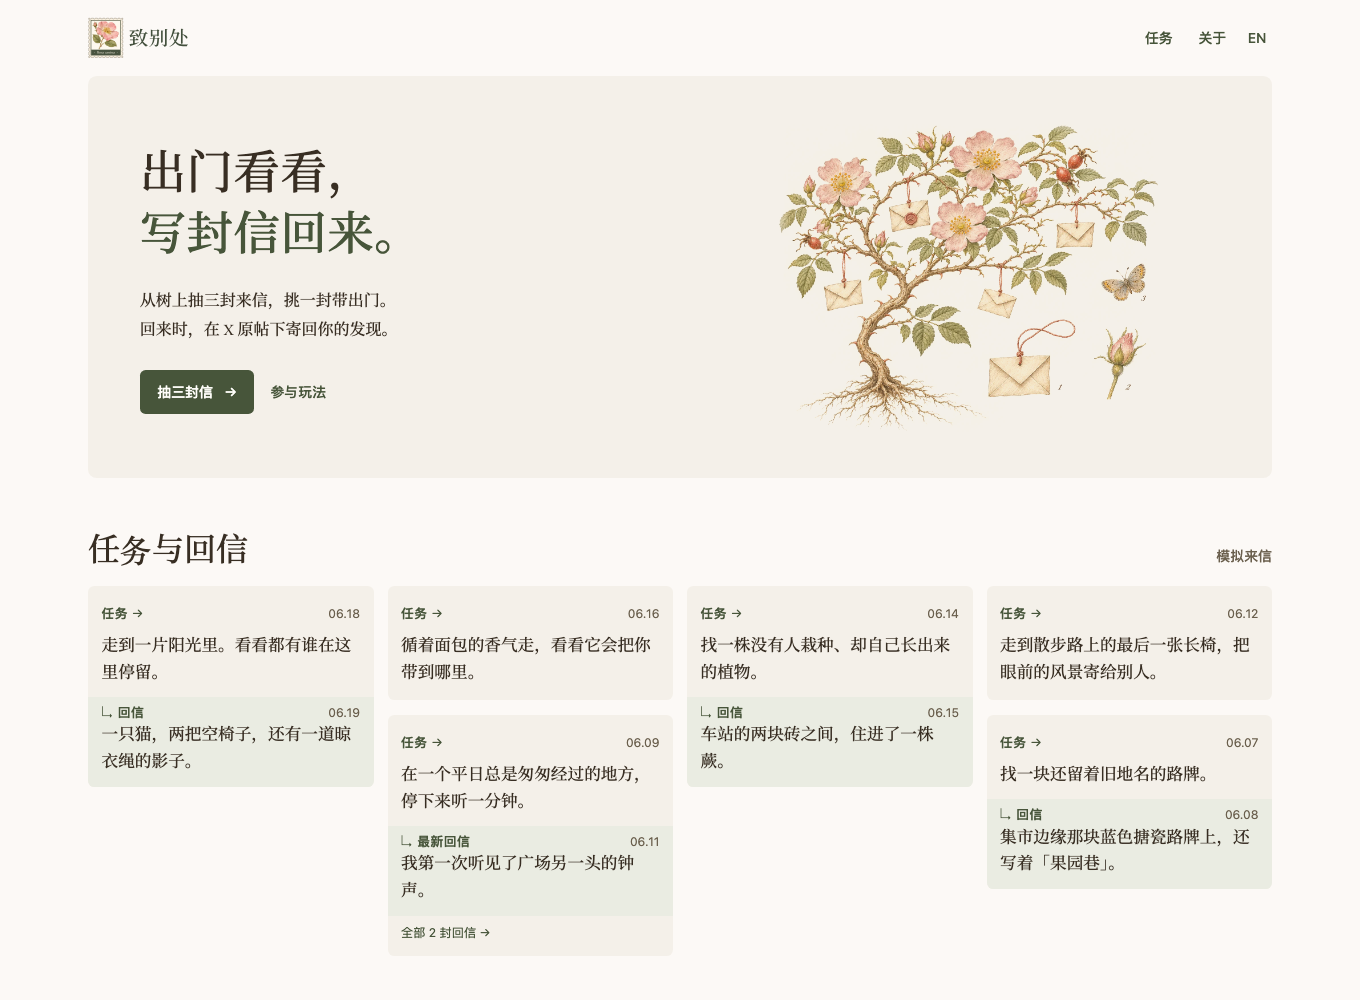 致别处
任务 关于 EN
出门看看，
写封信回来。
从树上抽三封来信，挑一封带出门。
回来时，在 X 原帖下寄回你的发现。
抽三封信 →
参与玩法
1
2
3
任务与回信
模拟来信
任务 → 06.18
走到一片阳光里。看看都有谁在这
里停留。
回信 06.19
一只猫，两把空椅子，还有一道晾
衣绳的影子。
任务 → 06.16
循着面包的香气走，看看它会把你
带到哪里。
任务 → 06.14
找一株没有人栽种、却自己长出来
的植物。
回信 06.15
车站的两块砖之间，住进了一株
蕨。
任务 → 06.12
走到散步路上的最后一张长椅，把
眼前的风景寄给别人。
任务 → 06.09
在一个平日总是匆匆经过的地方，
停下来听一分钟。
最新回信 06.11
我第一次听见了广场另一头的钟
声。
全部 2 封回信 →
任务 → 06.07
找一块还留着旧地名的路牌。
回信 06.08
集市边缘那块蓝色搪瓷路牌上，还
写着「果园巷」。